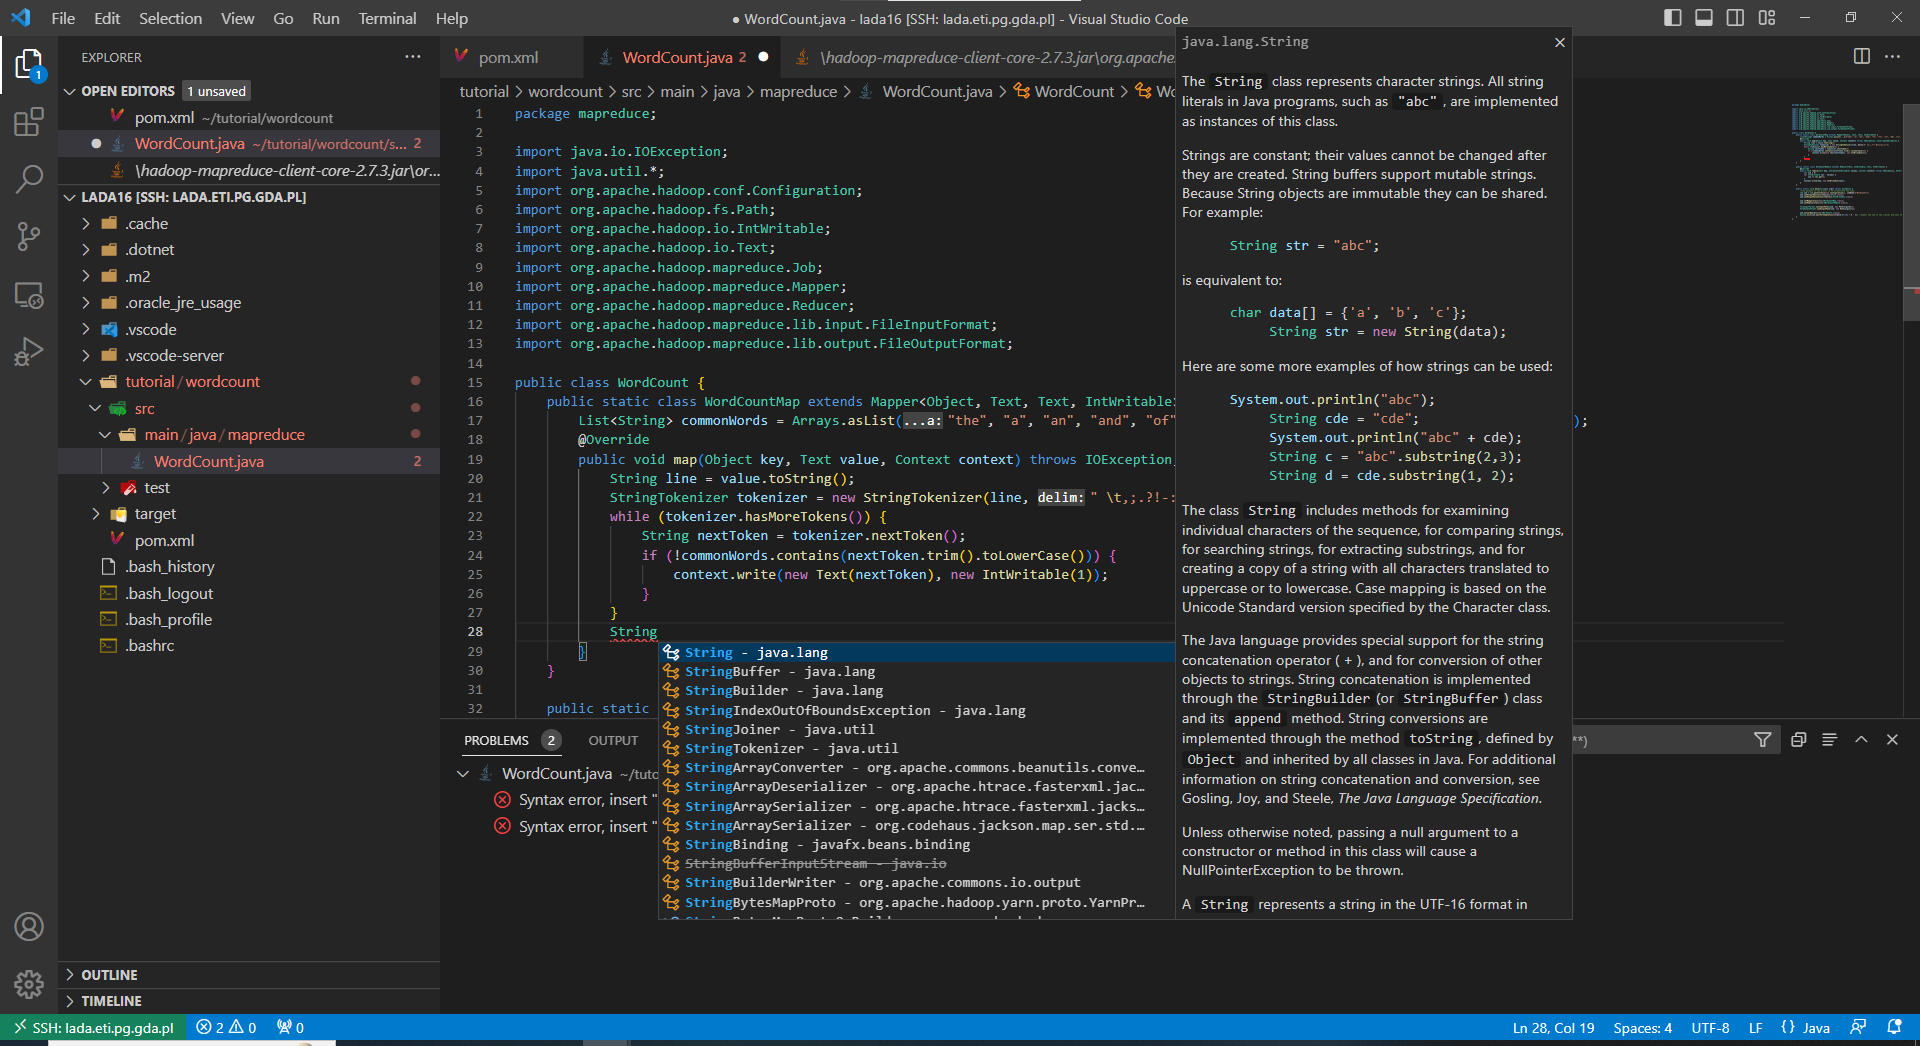 File Edit Selection View Go Run Terminal Help
● WordCount.java - lada16 [SSH: lada.eti.pg.gda.pl] - Visual Studio Code
EXPLORER
OPEN EDITORS 1 unsaved
pom.xml ~/tutorial/wordcount
WordCount.java ~/tutorial/wordcount/s... 2
\hadoop-mapreduce-client-core-2.7.3.jar\or...
LADA16 [SSH: LADA.ETI.PG.GDA.PL]
.cache
.dotnet
.m2
.oracle_jre_usage
.vscode
.vscode-server
tutorial/wordcount
src
main/java/mapreduce
WordCount.java 2
test
target
pom.xml
.bash_history
.bash_logout
.bash_profile
.bashrc
OUTLINE
TIMELINE
pom.xml
WordCount.java 2
\hadoop-mapreduce-client-core-2.7.3.jar\org.apache
tutorial > wordcount > src > main > java > mapreduce > WordCount.java > WordCount >
1 package mapreduce;
2
3 import java.io.IOException;
4 import java.util.*;
5 import org.apache.hadoop.conf.Configuration;
6 import org.apache.hadoop.fs.Path;
7 import org.apache.hadoop.io.IntWritable;
8 import org.apache.hadoop.io.Text;
9 import org.apache.hadoop.mapreduce.Job;
10 import org.apache.hadoop.mapreduce.Mapper;
11 import org.apache.hadoop.mapreduce.Reducer;
12 import org.apache.hadoop.mapreduce.lib.input.FileInputFormat;
13 import org.apache.hadoop.mapreduce.lib.output.FileOutputFormat;
14
15 public class WordCount {
16 public static class WordCountMap extends Mapper<Object, Text, Text, IntWritable>
17 List<String> commonWords = Arrays.asList(...a: "the", "a", "an", "and", "of" );
18 @Override
19 public void map(Object key, Text value, Context context) throws IOException,
20 String line = value.toString();
21 StringTokenizer tokenizer = new StringTokenizer(line, delim: " \t,;.?!-:
22 while (tokenizer.hasMoreTokens()) {
23 String nextToken = tokenizer.nextToken();
24 if (!commonWords.contains(nextToken.trim().toLowerCase())) {
25 context.write(new Text(nextToken), new IntWritable(1));
26 }
27 }
28 String
29 }
30 }
31
32 public static
String - java.lang
StringBuffer - java.lang
StringBuilder - java.lang
StringIndexOutOfBoundsException - java.lang
StringJoiner - java.util
StringTokenizer - java.util
StringArrayConverter - org.apache.commons.beanutils.conve…
StringArrayDeserializer - org.apache.htrace.fasterxml.jac…
StringArraySerializer - org.apache.htrace.fasterxml.jacks…
StringArraySerializer - org.codehaus.jackson.map.ser.std.…
StringBinding - javafx.beans.binding
StringBufferInputStream - java.io
StringBuilderWriter - org.apache.commons.io.output
StringBytesMapProto - org.apache.hadoop.yarn.proto.YarnPr…
java.lang.String
The String class represents character strings. All string
literals in Java programs, such as "abc" , are implemented
as instances of this class.
Strings are constant; their values cannot be changed after
they are created. String buffers support mutable strings.
Because String objects are immutable they can be shared.
For example:
String str = "abc";
is equivalent to:
char data[] = {'a', 'b', 'c'};
String str = new String(data);
Here are some more examples of how strings can be used:
System.out.println("abc");
String cde = "cde";
System.out.println("abc" + cde);
String c = "abc".substring(2,3);
String d = cde.substring(1, 2);
The class String includes methods for examining
individual characters of the sequence, for comparing strings,
for searching strings, for extracting substrings, and for
creating a copy of a string with all characters translated to
uppercase or to lowercase. Case mapping is based on the
Unicode Standard version specified by the Character class.
The Java language provides special support for the string
concatenation operator ( + ), and for conversion of other
objects to strings. String concatenation is implemented
through the StringBuilder (or StringBuffer ) class
and its append method. String conversions are
implemented through the method toString , defined by
Object and inherited by all classes in Java. For additional
information on string concatenation and conversion, see
Gosling, Joy, and Steele, The Java Language Specification.
Unless otherwise noted, passing a null argument to a
constructor or method in this class will cause a
NullPointerException to be thrown.
A String represents a string in the UTF-16 format in
PROBLEMS 2 OUTPUT
**)
WordCount.java ~/tuto
Syntax error, insert "
Syntax error, insert "
SSH: lada.eti.pg.gda.pl 2 0 0
Ln 28, Col 19 Spaces: 4 UTF-8 LF {} Java